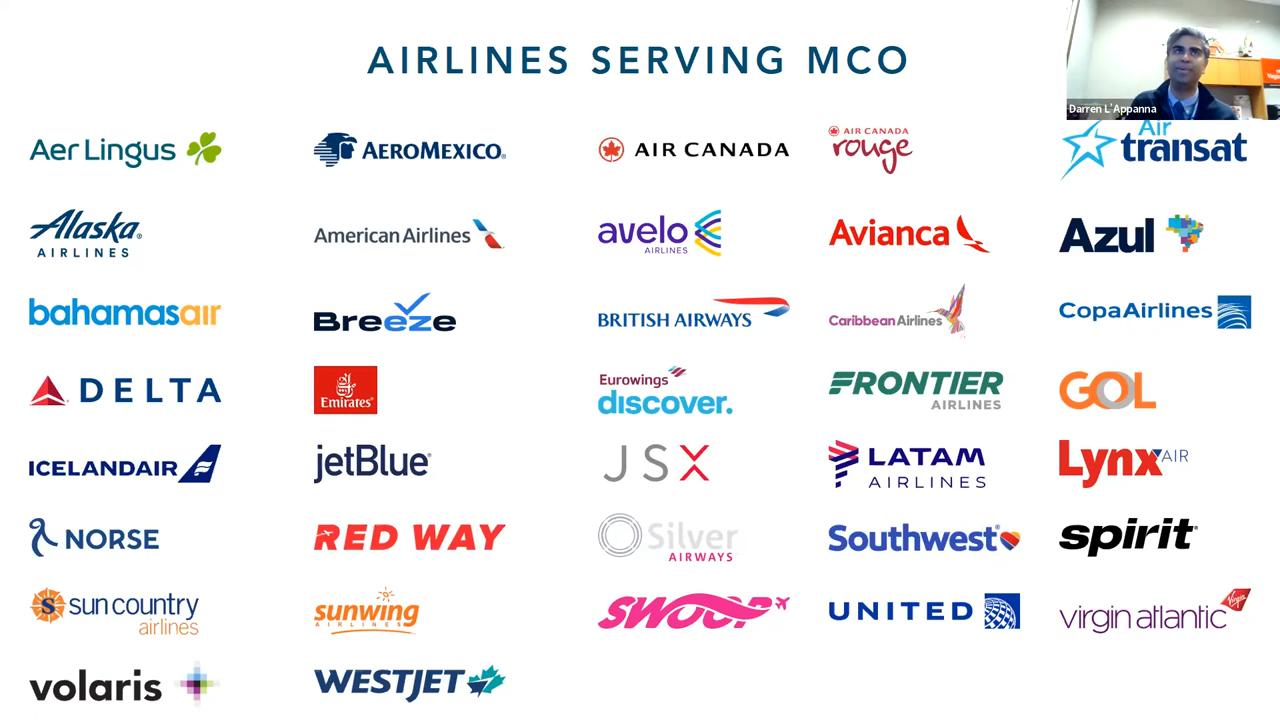 AIRLINES SERVING MCO
Darren L'Appanna
Aer Lingus
AEROMEXICO.
AIR CANADA
AIR CANADA
rouge
Air
transat
Alaska
AIRLINES
American Airlines
avelo
AIRLINES
Avianca
Azul
bahamasair
Breeze
BRITISH AIRWAYS
Caribbean Airlines
CopaAirlines
DELTA
Emirates
Eurowings
discover.
FRONTIER
AIRLINES
GOL
ICELANDAIR
jetBlue
JSX
LATAM
AIRLINES
Lynx AIR
NORSE
RED WAY
Silver
AIRWAYS
Southwest
spirit
S
sun country
airlines
sunwing
AIRLINES
SWOOP
UNITED
Virgin
virgin atlantic
volaris
WESTJET